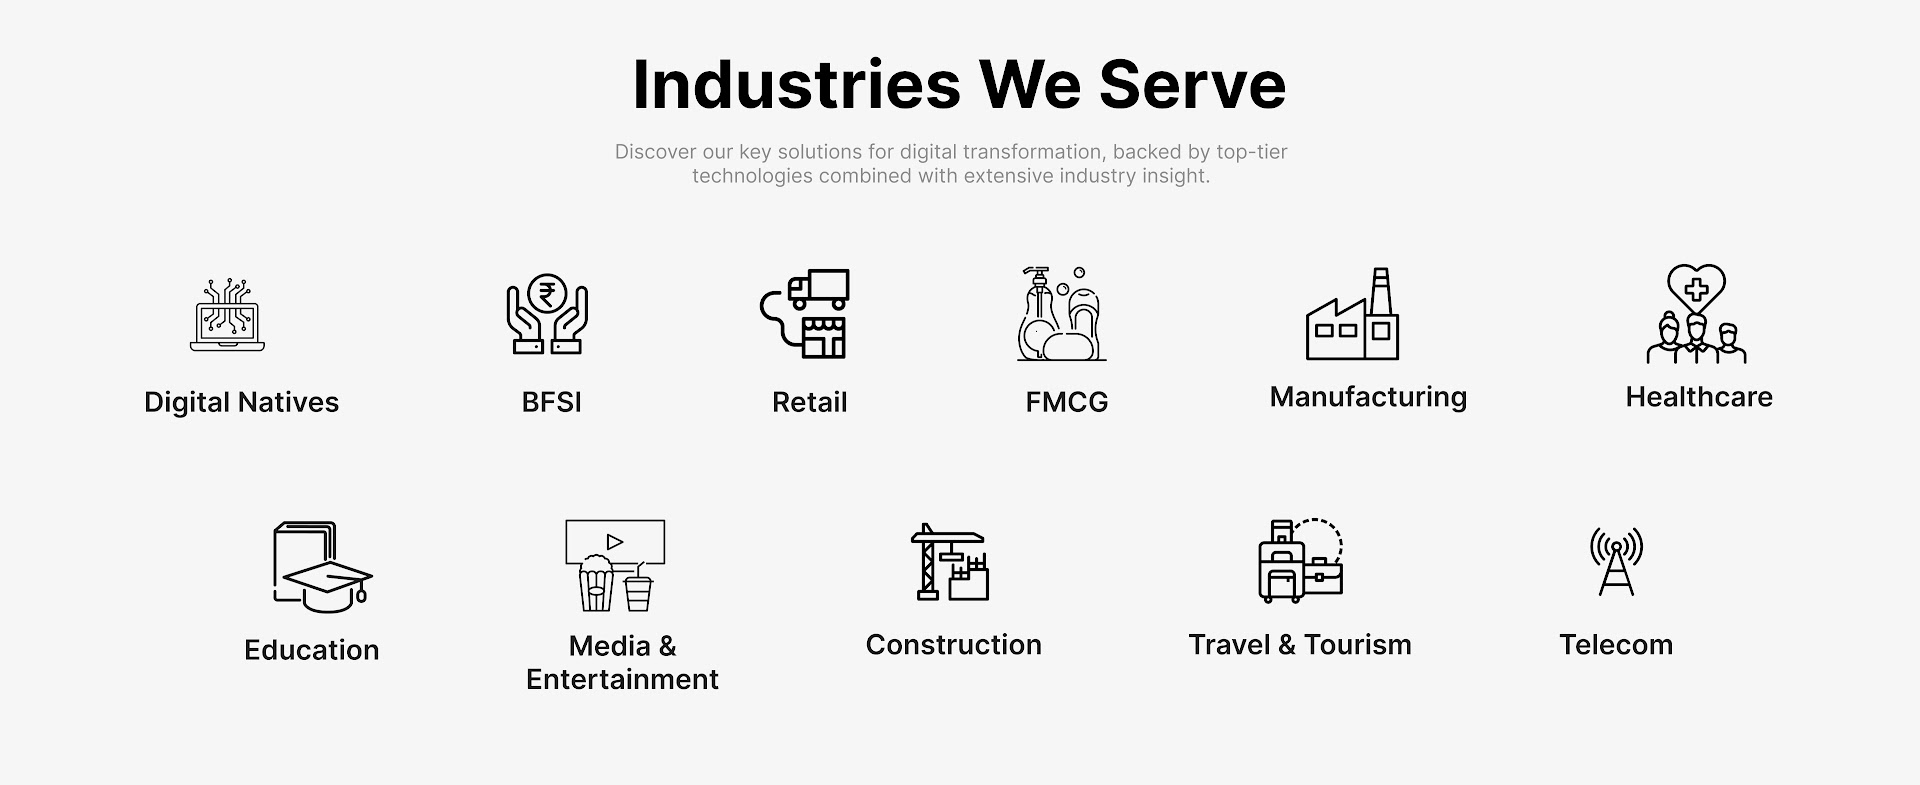 Industries We Serve
Discover our key solutions for digital transformation, backed by top-tier
technologies combined with extensive industry insight.
Digital Natives
₹
BFSI
Retail
FMCG
Manufacturing
Healthcare
Education
Media &
Entertainment
Construction
Travel & Tourism
Telecom